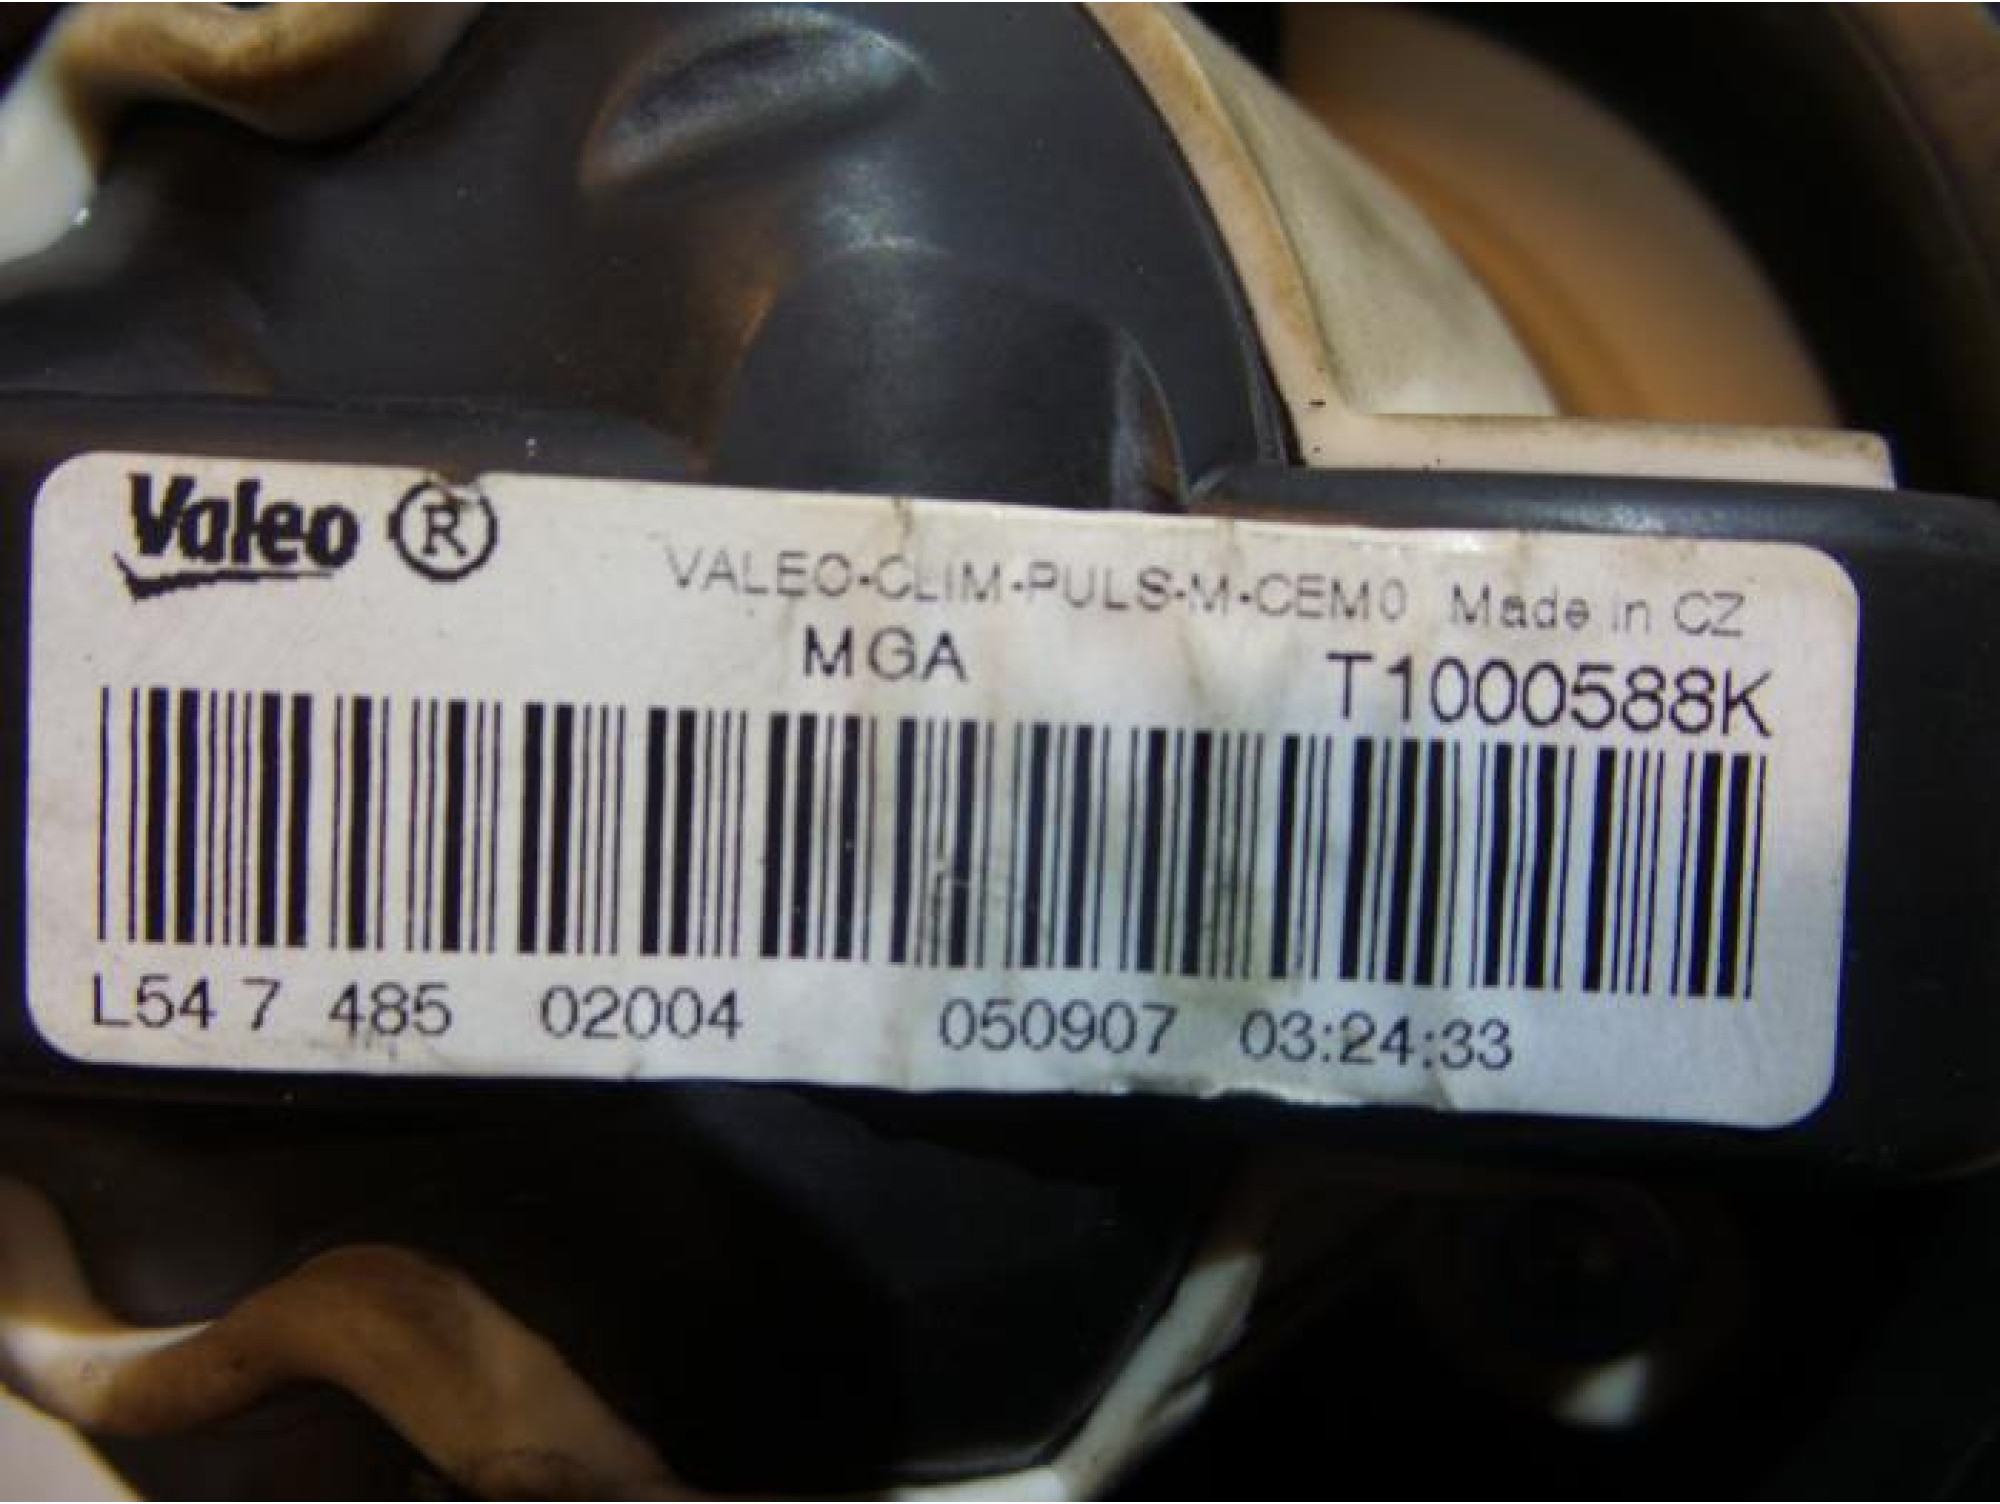 Valeo ®
VALEO-CLIM-PULS-M-CEM0 Made in CZ
MGA
T1000588K
L54 7 485 02004 050907 03:24:33